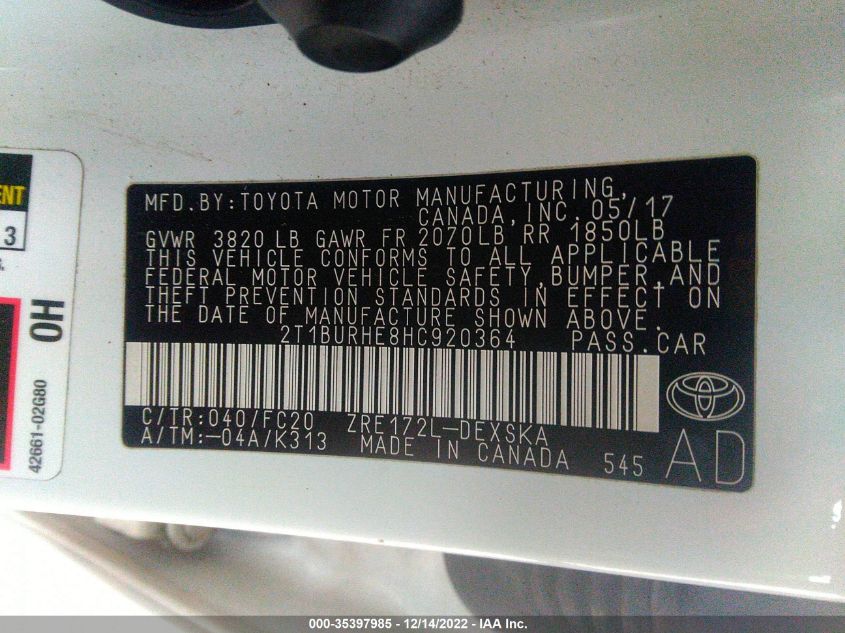 ENT
3
G.
OH
42661-02G80
MFD.BY:TOYOTA MOTOR MANUFACTURING,
CANADA,INC.05/17
GVWR 3820 LB GAWR FR 2070LB RR 1850LB
THIS VEHICLE CONFORMS TO ALL APPLICABLE
FEDERAL MOTOR VEHICLE SAFETY,BUMPER,AND
THEFT PREVENTION STANDARDS IN EFFECT ON
THE DATE OF MANUFACTURE SHOWN ABOVE.
2T1BURHE8HC920364 PASS.CAR
C/TR:040/FC20 ZRE172L-DEXSKA
A/TM:-04A/K313 MADE IN CANADA 545
AD
000-35397985 - 12/14/2022 - IAA Inc.